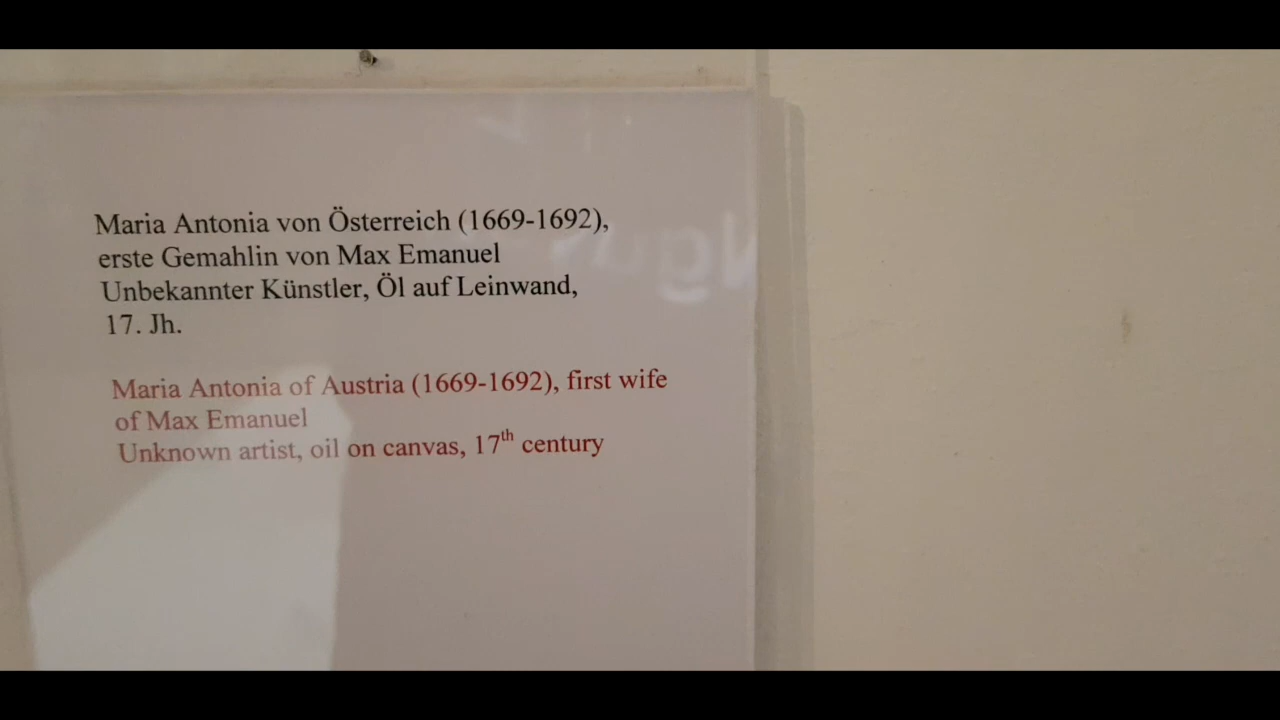 Maria Antonia von Österreich (1669-1692),
erste Gemahlin von Max Emanuel
Unbekannter Künstler, Öl auf Leinwand,
17. Jh.
Maria Antonia of Austria (1669-1692), first wife
of Max Emanuel
Unknown artist, oil on canvas, 17th century